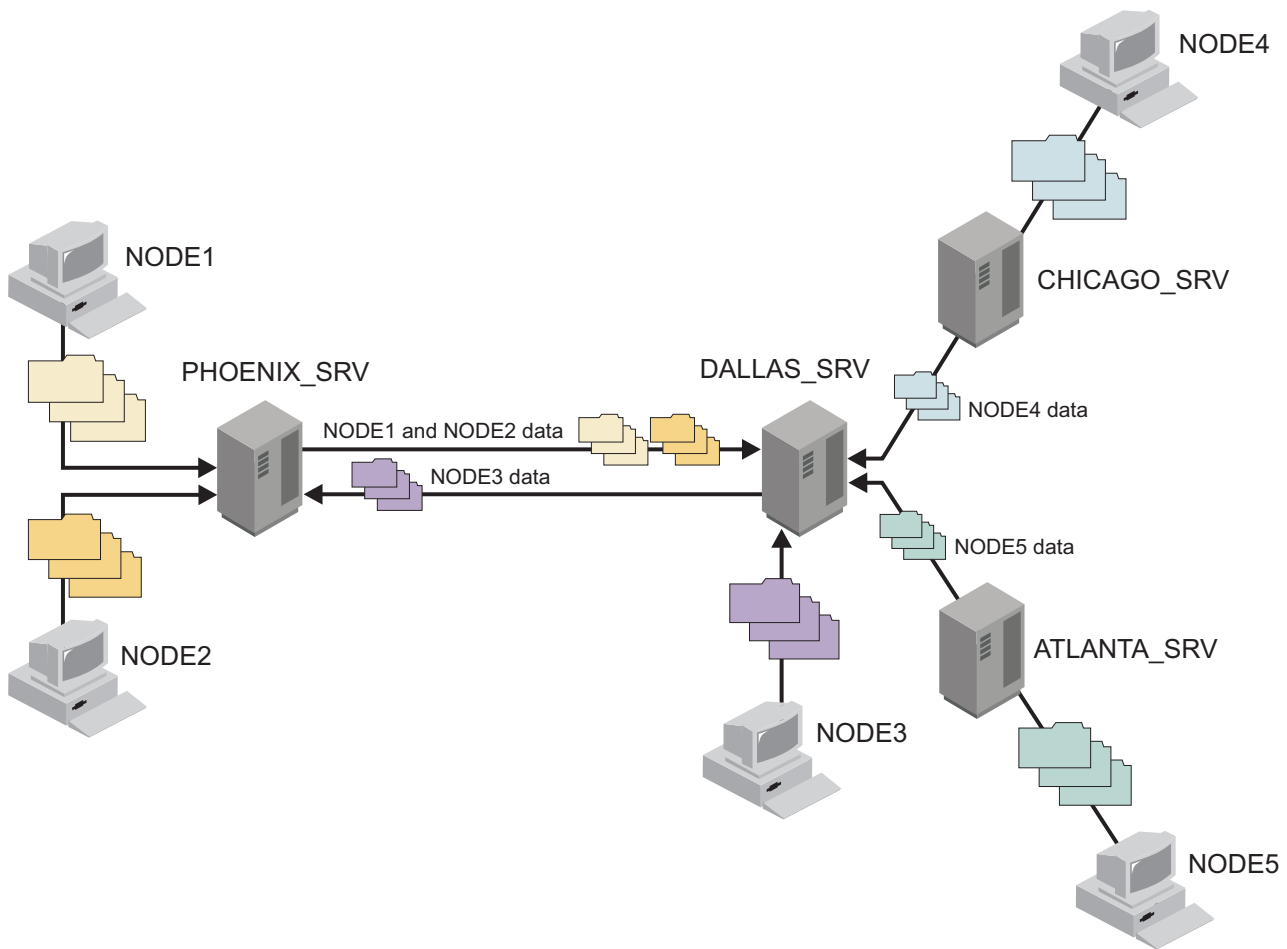 NODE4
NODE1
CHICAGO_SRV
PHOENIX_SRV
DALLAS_SRV
NODE4 data
NODE1 and NODE2 data
NODE3 data
NODE5 data
NODE2
ATLANTA_SRV
NODE3
NODE5